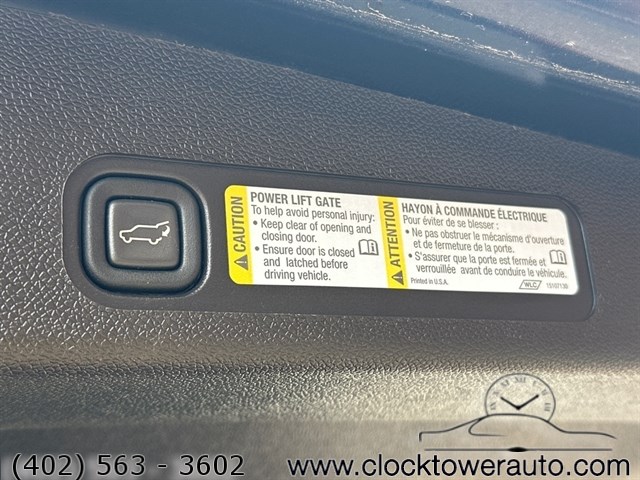 CAUTION
POWER LIFT GATE
To help avoid personal injury:
• Keep clear of opening and
closing door.
• Ensure door is closed
and latched before
driving vehicle.
ATTENTION
HAYON À COMMANDE ÉLECTRIQUE
Pour éviter de se blesser :
• Ne pas obstruer le mécanisme d'ouverture
et de fermeture de la porte.
• S'assurer que la porte est fermée et
verrouillée avant de conduire le véhicule.
Printed in U.S.A.
WLC
15107130
(402) 563 - 3602
www.clocktowerauto.com